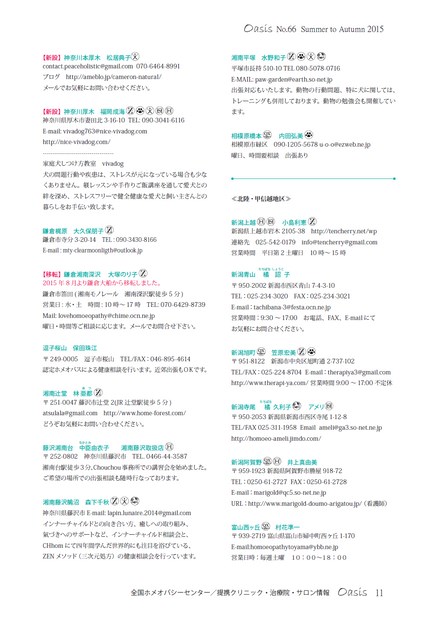 Oasis No.66 Summer to Autumn 2015
【新設】神奈川本厚木 松居典子
contact.peaceholistic@gmail.com 070-6464-8991
ブログ http://ameblo.jp/cameron-natural/
メールでお気軽にお問い合わせください。
【新設】神奈川厚木 福岡成海
神奈川県厚木市妻田北 3-16-10 TEL: 090-3041-6116
E-mail: vivadog763@nice-vivadog.com
http://nice-vivadog.com/
家庭犬しつけ方教室 vivadog
犬の問題行動や疾患は、ストレスが元になっている場合も少な
くありません。躾レッスンや手作りご飯講座を通して愛犬との
絆を深め、ストレスフリーで健全健康な愛犬と飼い主さんとの
暮らしをお手伝い致します。
鎌倉梶原 大久保朋子
鎌倉市寺分 3-20-14 TEL : 090-3430-8166
E-mail : mty-clearmoonligth@outlook.jp
【移転】鎌倉湘南深沢 大塚のり子
2015 年 8 月より鎌倉大船から移転しました。
鎌倉市笛田 ( 湘南モノレール 湘南深沢駅徒歩 5 分 )
営業日 : 水・土 時間 : 10 時〜 17 時 TEL: 070-6429-8739
Mail: lovehomoeopathy@chime.ocn.ne.jp
曜日・時間等ご相談に応じます。メールでお問合せ下さい。
逗子桜山 保田珠江
〒249-0005 逗子市桜山 TEL/FAX : 046-895-4614
認定ホメオパスによる健康相談を行います。近郊出張もOKです。
湘南辻堂 林 亜都
〒251-0047 藤沢市辻堂 2(JR 辻堂駅徒歩 5 分 )
atsulala@gmail.com http://www.home-forest.com/
どうぞお気軽にお問い合わせください。
藤沢湘南台 中臣由衣子 湘南藤沢取扱店
〒252-0802 神奈川県藤沢市 TEL. 0466-44-3587
湘南台駅徒歩3分、Chouchou 事務所での講習会を始めました。
ご希望の場所での出張相談も随時行なっております。
湘南藤沢鵠沼 森下千秋
神奈川県藤沢市 E-mail: lapin.lunaire.2014@gmail.com
インナーチャイルドとの向き合い方、癒しへの取り組み、
氣づきへのサポートなど、インナーチャイルド相談会と、
CHhom にて四年間学んだ世界的にも注目を浴びている、
ZEN メソッド ( 三次元処方 ) の健康相談会を行っています。
湘南平塚 水野和子
平塚市長持 510-10 TEL 080-5078-0716
E-MAIL: paw-garden@earth.so-net.jp
出張対応もいたします。動物の行動問題、特に犬に関しては、
トレーニングも併用しております。動物の勉強会も開催してい
ます。
相模原橋本 内田弘美
相模原市緑区 090-1205-5678 u-o-o@ezweb.ne.jp
曜日、時間御相談 出張あり
≪北陸・甲信越地区≫
新潟上越 小島利恵
新潟県上越市岩木 2105-38 http://tencherry.net/wp
連絡先 025-542-0179 info@tencherry@gmail.com
営業時間 平日第 2 土曜日 10 時〜 15 時
新潟青山 橘 詔 子
〒950-2002 新潟市西区青山 7-4-3-10
TEL : 025-234-3020 FAX : 025-234-3021
E-mail : tachibana-3@festa.ocn.ne.jp
営業時間 : 9:30 〜 17:00 お電話、FAX、E-mail にて
お気軽にお問い合わせください。
新潟旭町 笠原宏美
〒951-8122 新潟市中央区旭町通 2-737-102
TEL/FAX : 025-224-8704 E-mail : therapiya3@gmail.com
http://www.therapi-ya.com/ 営業時間 9:00 〜 17:00 不定休
新潟寺尾 橘 久利子 アメリ
〒950-2053 新潟県新潟市西区寺尾 1-12-8
TEL/FAX 025-311-1958 Email ameli@ga3.so-net.ne.jp
http://homoeo-ameli.jimdo.com/
新潟阿賀野 井上真由美
〒959-1923 新潟県阿賀野市勝屋 918-72
TEL : 0250-61-2727 FAX : 0250-61-2728
E-mail : marigold@qc5.so-net.ne.jp
URL : http://www.marigold-doumo-arigatou.jp/（看護師）
富山西ヶ丘 村花準一
〒939-2719 富山県富山市婦中町西ヶ丘 1-170
E-mail:homoeopathytoyama@yhb.ne.jp
営業日時 : 毎週土曜 １０：００〜１８：００
全国ホメオパシーセンター／提携クリニック・治療院・サロン情報 Oasis 11